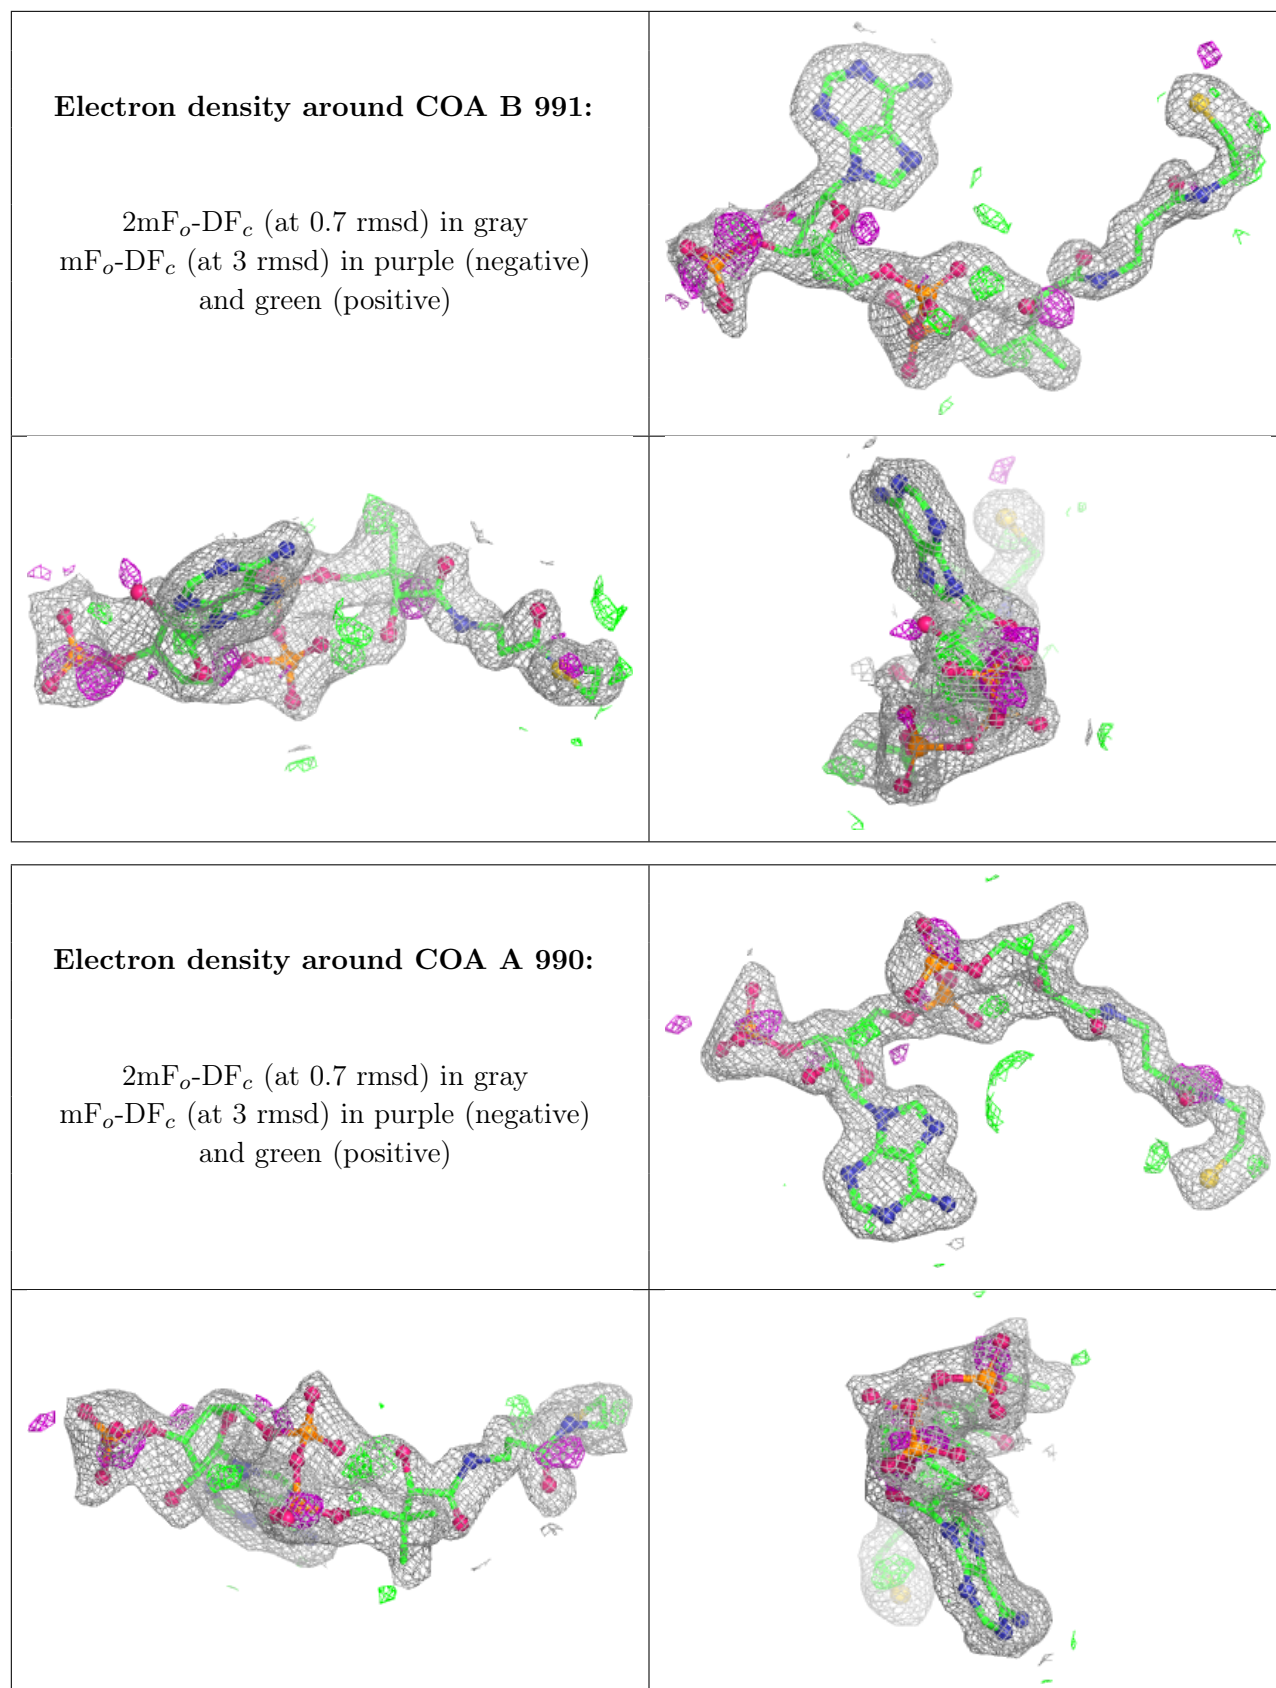 Electron density around COA B 991:
2mFo-DFc (at 0.7 rmsd) in gray
mFo-DFc (at 3 rmsd) in purple (negative)
and green (positive)
Electron density around COA A 990:
2mFo-DFc (at 0.7 rmsd) in gray
mFo-DFc (at 3 rmsd) in purple (negative)
and green (positive)